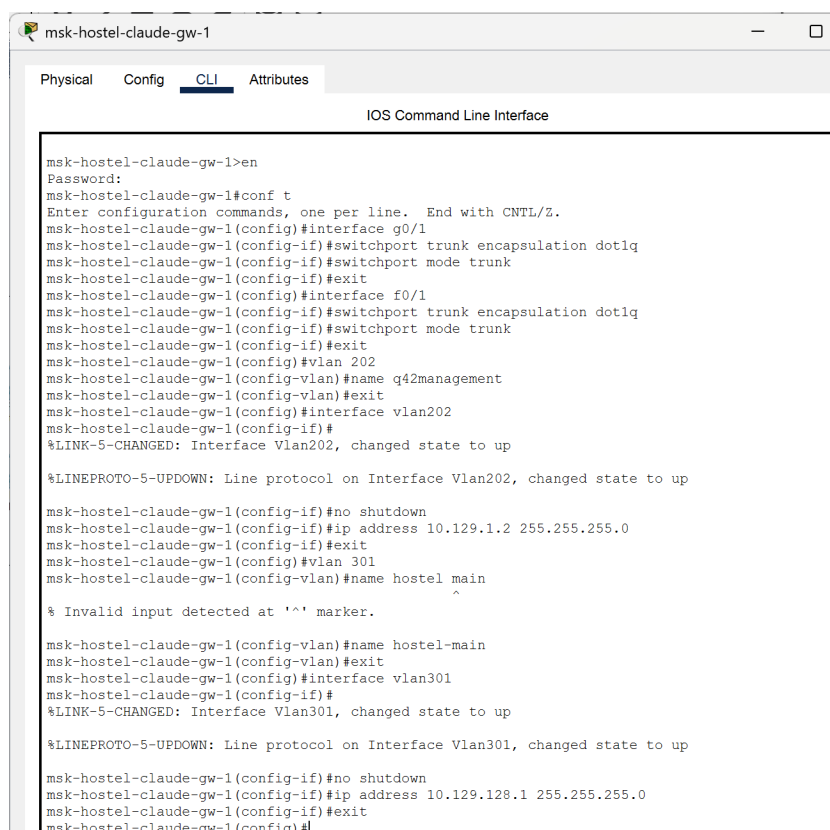 msk-hostel-claude-gw-1
Physical Config CLI Attributes
IOS Command Line Interface
msk-hostel-claude-gw-1>en
Password:
msk-hostel-claude-gw-1#conf t
Enter configuration commands, one per line.  End with CNTL/Z.
msk-hostel-claude-gw-1(config)#interface g0/1
msk-hostel-claude-gw-1(config-if)#switchport trunk encapsulation dot1q
msk-hostel-claude-gw-1(config-if)#switchport mode trunk
msk-hostel-claude-gw-1(config-if)#exit
msk-hostel-claude-gw-1(config)#interface f0/1
msk-hostel-claude-gw-1(config-if)#switchport trunk encapsulation dot1q
msk-hostel-claude-gw-1(config-if)#switchport mode trunk
msk-hostel-claude-gw-1(config-if)#exit
msk-hostel-claude-gw-1(config)#vlan 202
msk-hostel-claude-gw-1(config-vlan)#name q42management
msk-hostel-claude-gw-1(config-vlan)#exit
msk-hostel-claude-gw-1(config)#interface vlan202
msk-hostel-claude-gw-1(config-if)#
%LINK-5-CHANGED: Interface Vlan202, changed state to up
%LINEPROTO-5-UPDOWN: Line protocol on Interface Vlan202, changed state to up
msk-hostel-claude-gw-1(config-if)#no shutdown
msk-hostel-claude-gw-1(config-if)#ip address 10.129.1.2 255.255.255.0
msk-hostel-claude-gw-1(config-if)#exit
msk-hostel-claude-gw-1(config)#vlan 301
msk-hostel-claude-gw-1(config-vlan)#name hostel main
^
% Invalid input detected at '^' marker.
msk-hostel-claude-gw-1(config-vlan)#name hostel-main
msk-hostel-claude-gw-1(config-vlan)#exit
msk-hostel-claude-gw-1(config)#interface vlan301
msk-hostel-claude-gw-1(config-if)#
%LINK-5-CHANGED: Interface Vlan301, changed state to up
%LINEPROTO-5-UPDOWN: Line protocol on Interface Vlan301, changed state to up
msk-hostel-claude-gw-1(config-if)#no shutdown
msk-hostel-claude-gw-1(config-if)#ip address 10.129.128.1 255.255.255.0
msk-hostel-claude-gw-1(config-if)#exit
msk-hostel-claude-gw-1(config)#